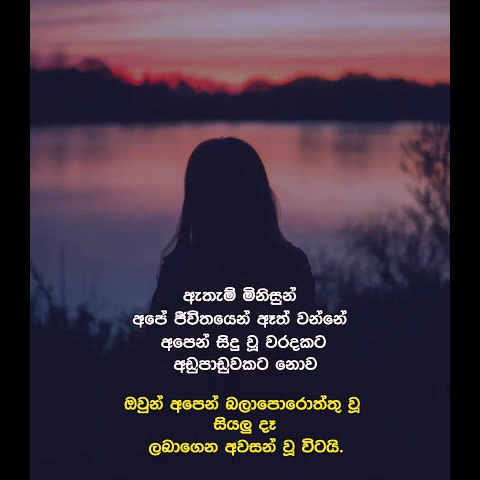 ඇතැම් මිනිසුන්
අපේ ජීවිතයෙන් ඈත් වන්නේ
අපෙන් සිදු වූ වරදකට
අඩුපාඩුවකට නොව
ඔවුන් අපෙන් බලාපොරොත්තු වූ
සියලු දෑ
ලබාගෙන අවසන් වූ විටයි.